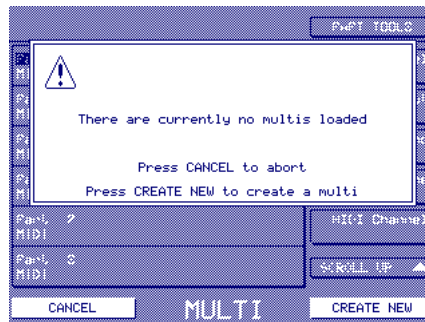 PART TOOLS
There are currently no multis loaded
Press CANCEL to abort
Press CREATE NEW to create a multi
Part 7
MIDI
MIDI Channel
Part 8
MIDI
SCROLL UP
CANCEL
MULTI
CREATE NEW